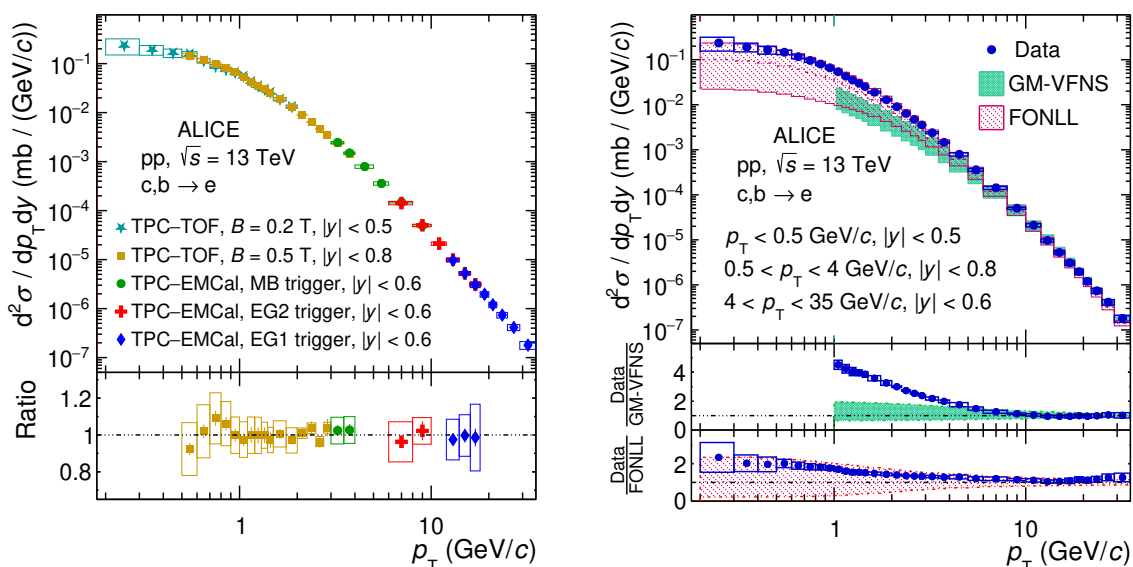 d²σ / dp_T dy (mb / (GeV/c))
10⁻¹
10⁻²
10⁻³
10⁻⁴
10⁻⁵
10⁻⁶
10⁻⁷
ALICE
pp, √s = 13 TeV
c,b → e
TPC–TOF, B = 0.2 T, |y| < 0.5
TPC–TOF, B = 0.5 T, |y| < 0.8
TPC–EMCal, MB trigger, |y| < 0.6
TPC–EMCal, EG2 trigger, |y| < 0.6
TPC–EMCal, EG1 trigger, |y| < 0.6
Ratio
1.2
1
0.8
1 10
p_T (GeV/c)
d²σ / dp_T dy (mb / (GeV/c))
10⁻¹
10⁻²
10⁻³
10⁻⁴
10⁻⁵
10⁻⁶
10⁻⁷
Data
GM-VFNS
FONLL
ALICE
pp, √s = 13 TeV
c,b → e
p_T < 0.5 GeV/c, |y| < 0.5
0.5 < p_T < 4 GeV/c, |y| < 0.8
4 < p_T < 35 GeV/c, |y| < 0.6
Data
GM-VFNS
4
2
0
Data
FONLL
2
0
1 10
p_T (GeV/c)